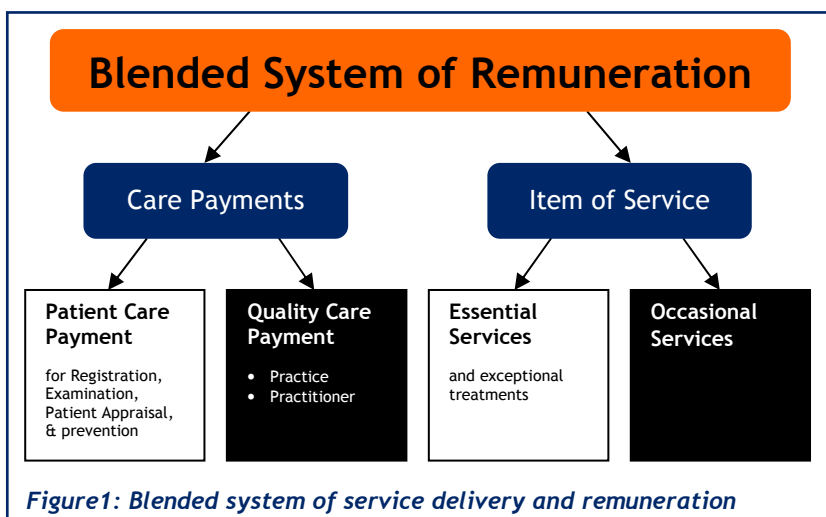 Blended System of Remuneration
Care Payments
Item of Service
Patient Care
Payment
for Registration,
Examination,
Patient Appraisal,
& prevention
Quality Care
Payment
• Practice
• Practitioner
Essential
Services
and exceptional
treatments
Occasional
Services
Figure1: Blended system of service delivery and remuneration